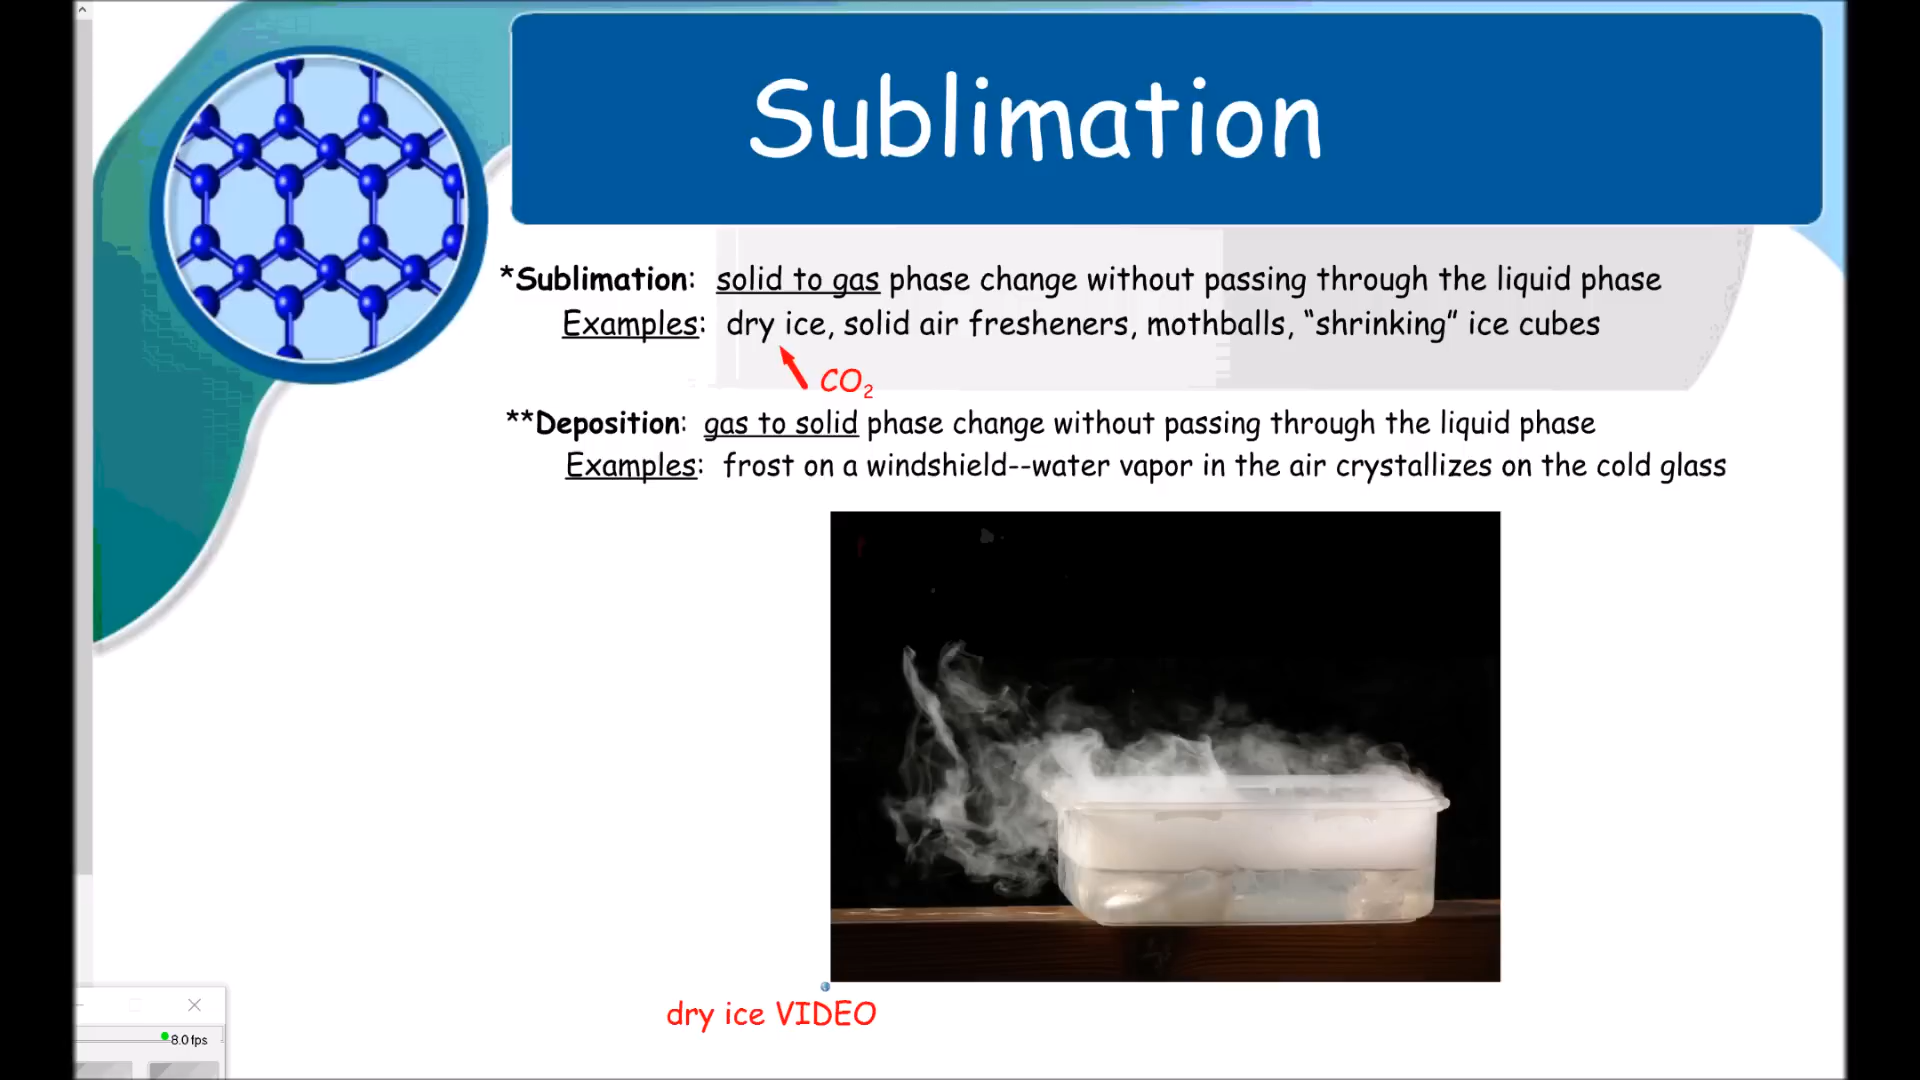 Sublimation
*Sublimation: solid to gas phase change without passing through the liquid phase
Examples: dry ice, solid air fresheners, mothballs, “shrinking” ice cubes
CO₂
**Deposition: gas to solid phase change without passing through the liquid phase
Examples: frost on a windshield--water vapor in the air crystallizes on the cold glass
dry ice VIDEO
8.0 fps